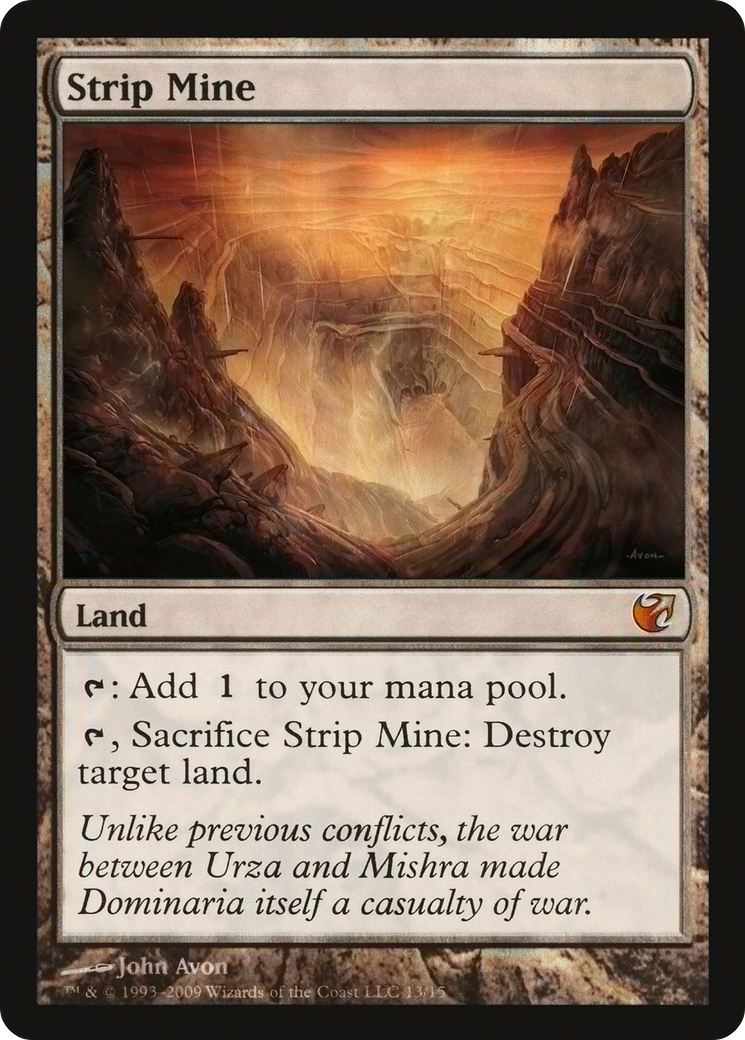 Strip Mine
-AVON-
Land
: Add 1 to your mana pool.
, Sacrifice Strip Mine: Destroy
target land.
Unlike previous conflicts, the war
between Urza and Mishra made
Dominaria itself a casualty of war.
John Avon
™ & © 1993-2009 Wizards of the Coast LLC 13/15